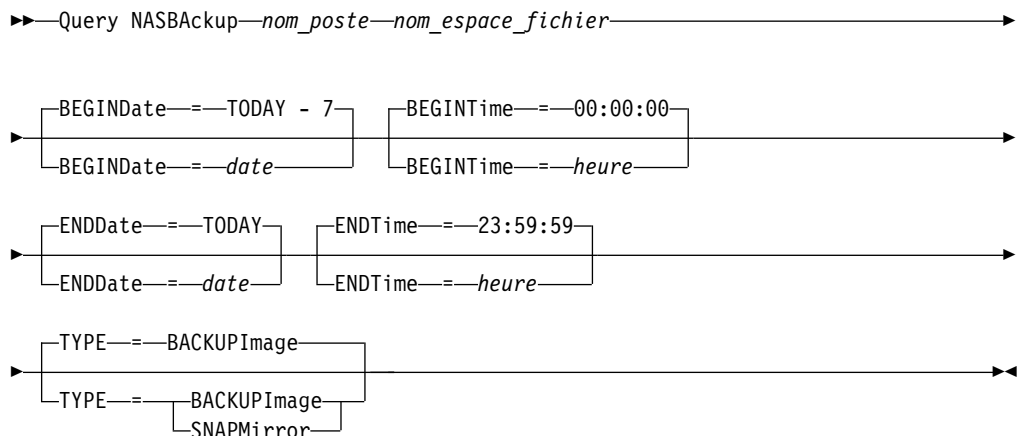 Query NASBAckup nom_poste nom_espace_fichier
BEGINDate = TODAY - 7 BEGINTime = 00:00:00
BEGINDate = date BEGINTime = heure
ENDDate = TODAY ENDTime = 23:59:59
ENDDate = date ENDTime = heure
TYPE = BACKUPImage
TYPE = BACKUPImage
SNAPMirror